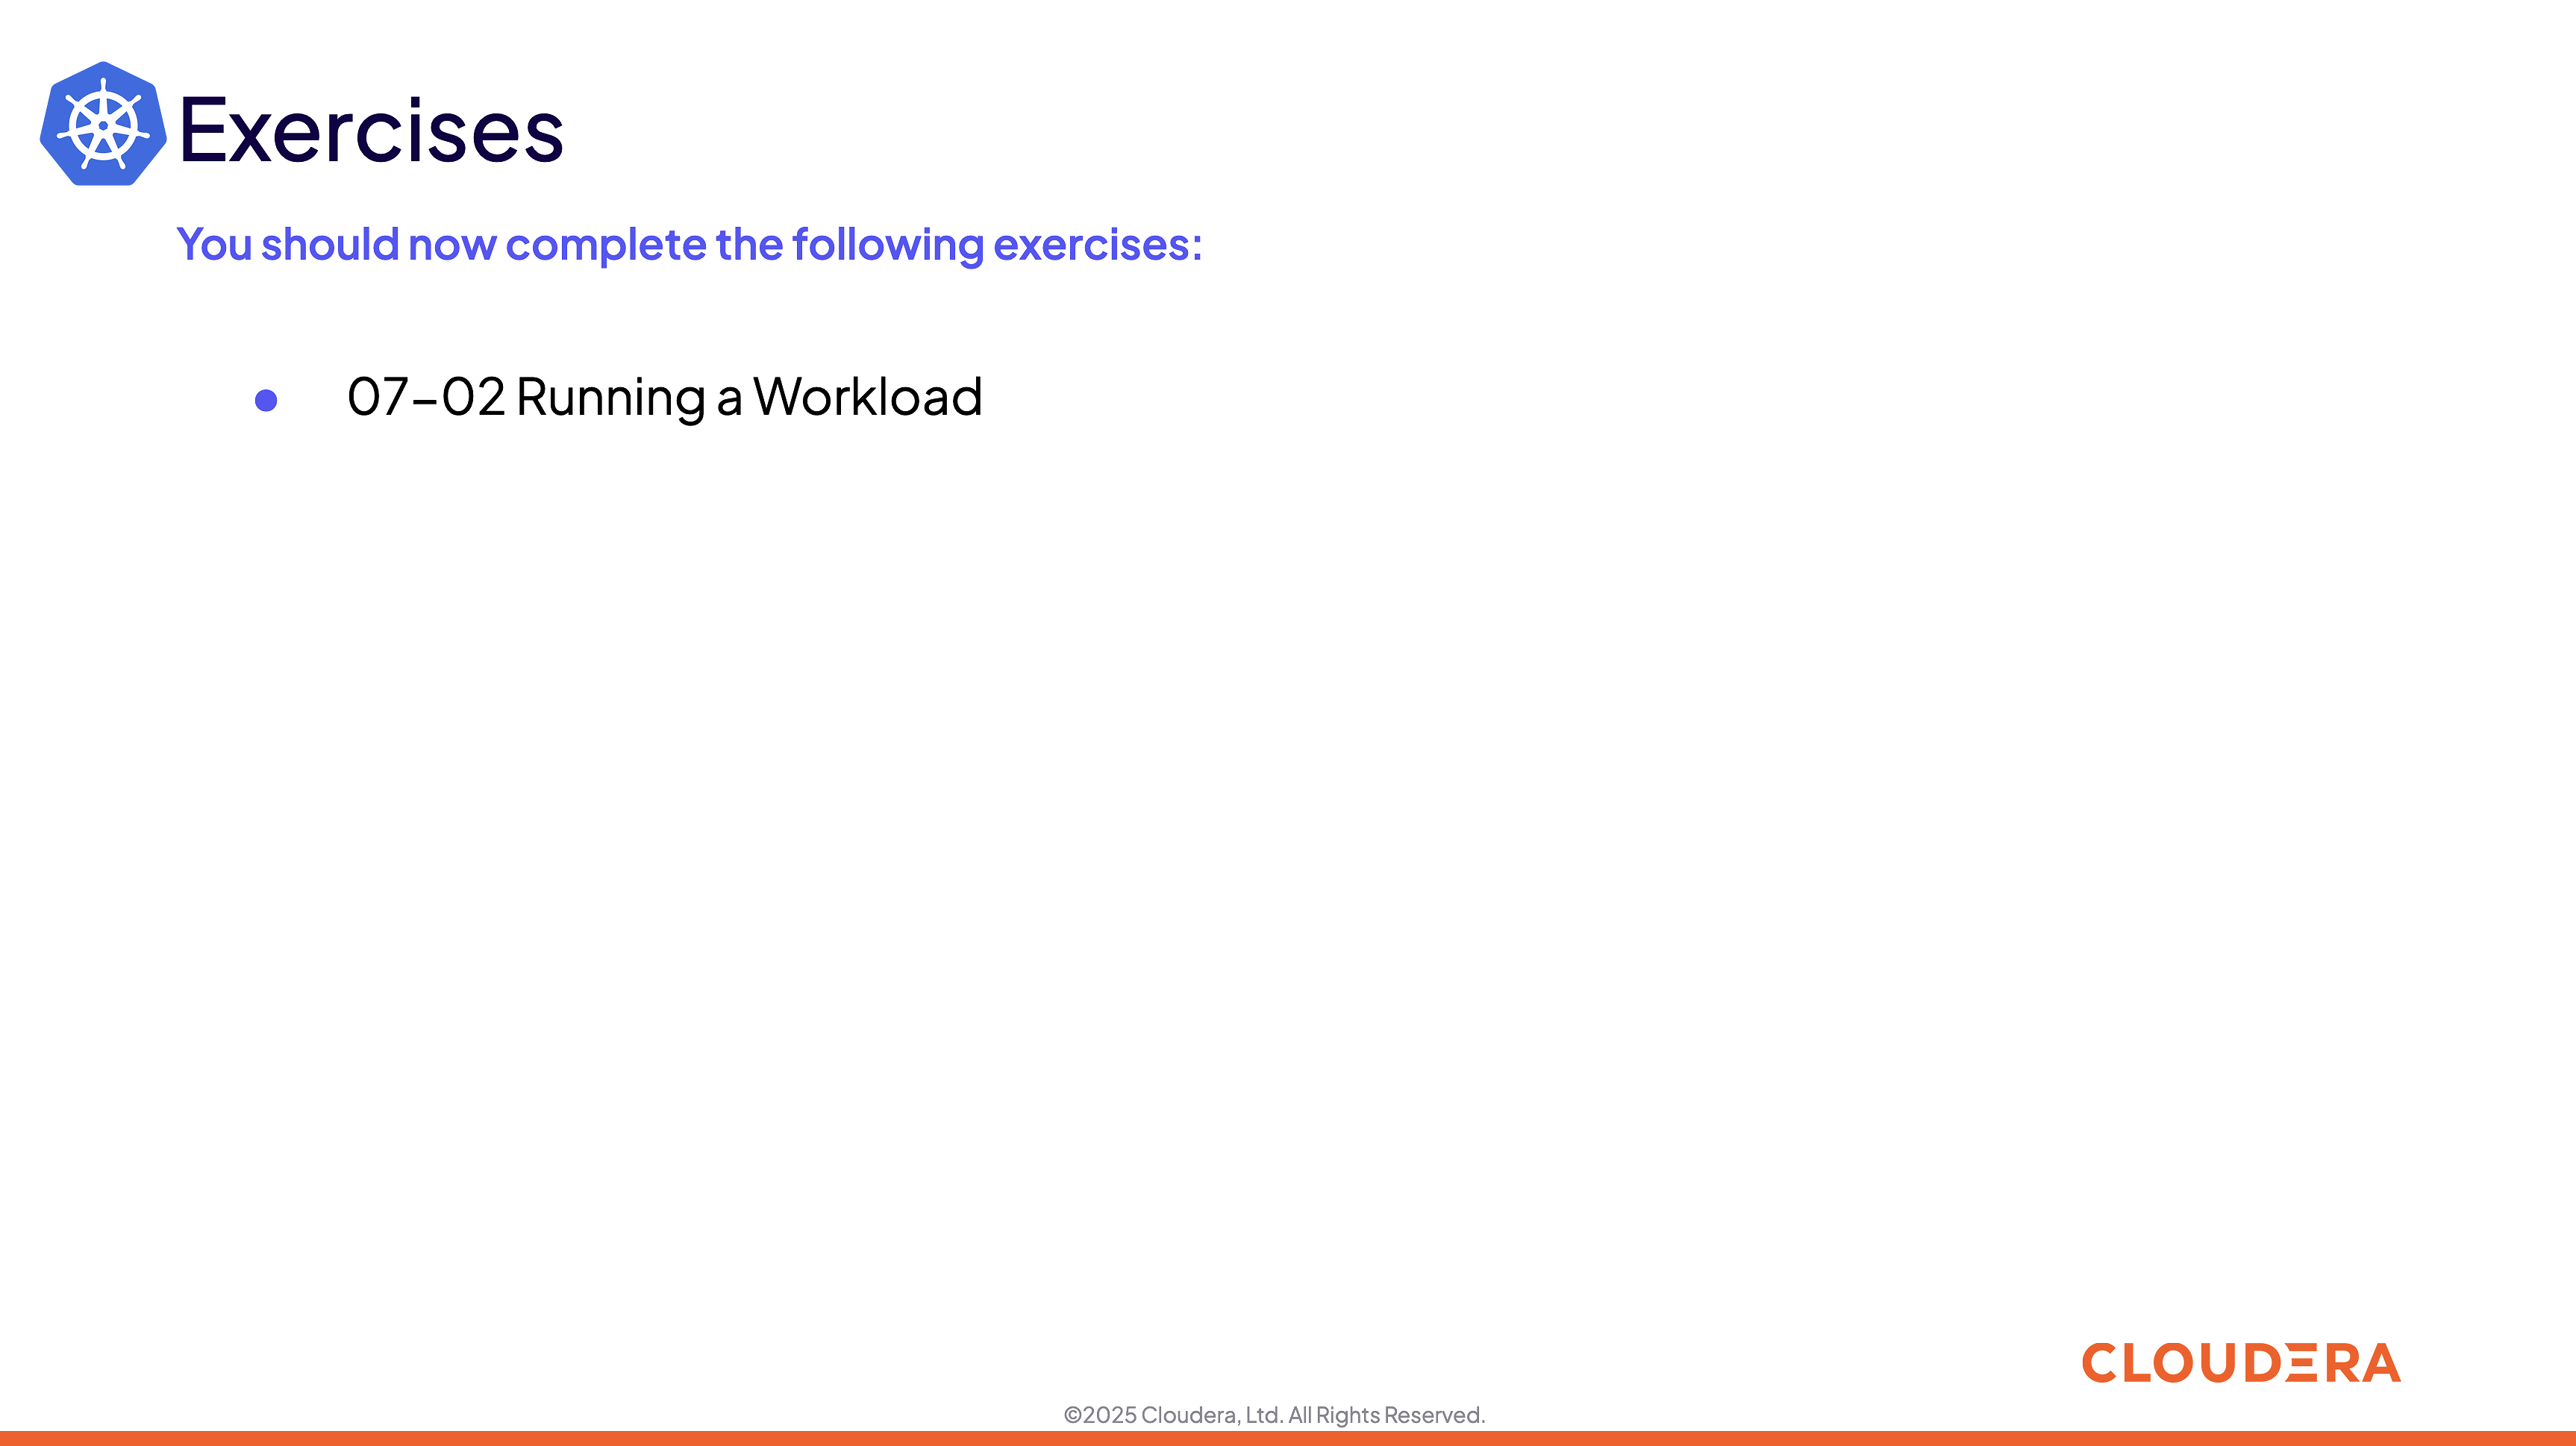 Exercises
You should now complete the following exercises:
● 07–02 Running a Workload
CLOUDERA
©2025 Cloudera, Ltd. All Rights Reserved.